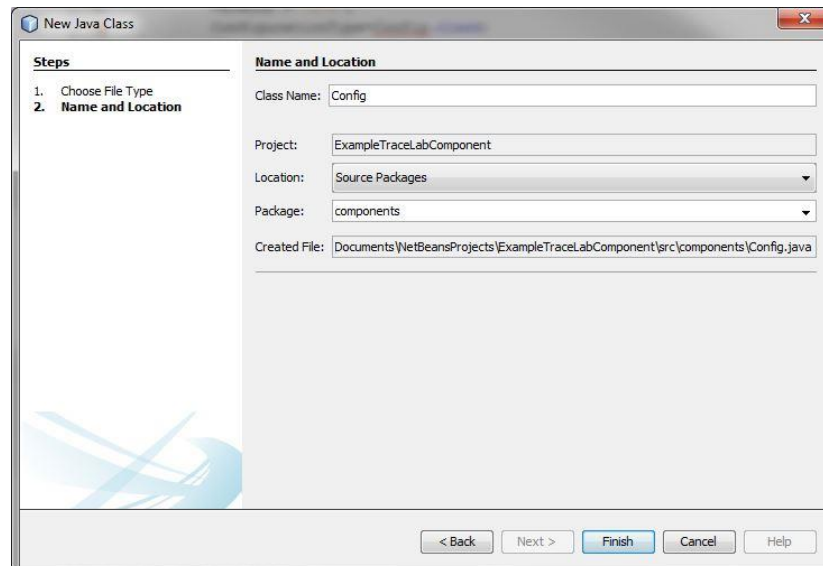 New Java Class
Steps
1. Choose File Type
2. Name and Location
Name and Location
Class Name: Config
Project: ExampleTraceLabComponent
Location: Source Packages
Package: components
Created File: Documents\NetBeansProjects\ExampleTraceLabComponent\src\components\Config.java
< Back Next > Finish Cancel Help